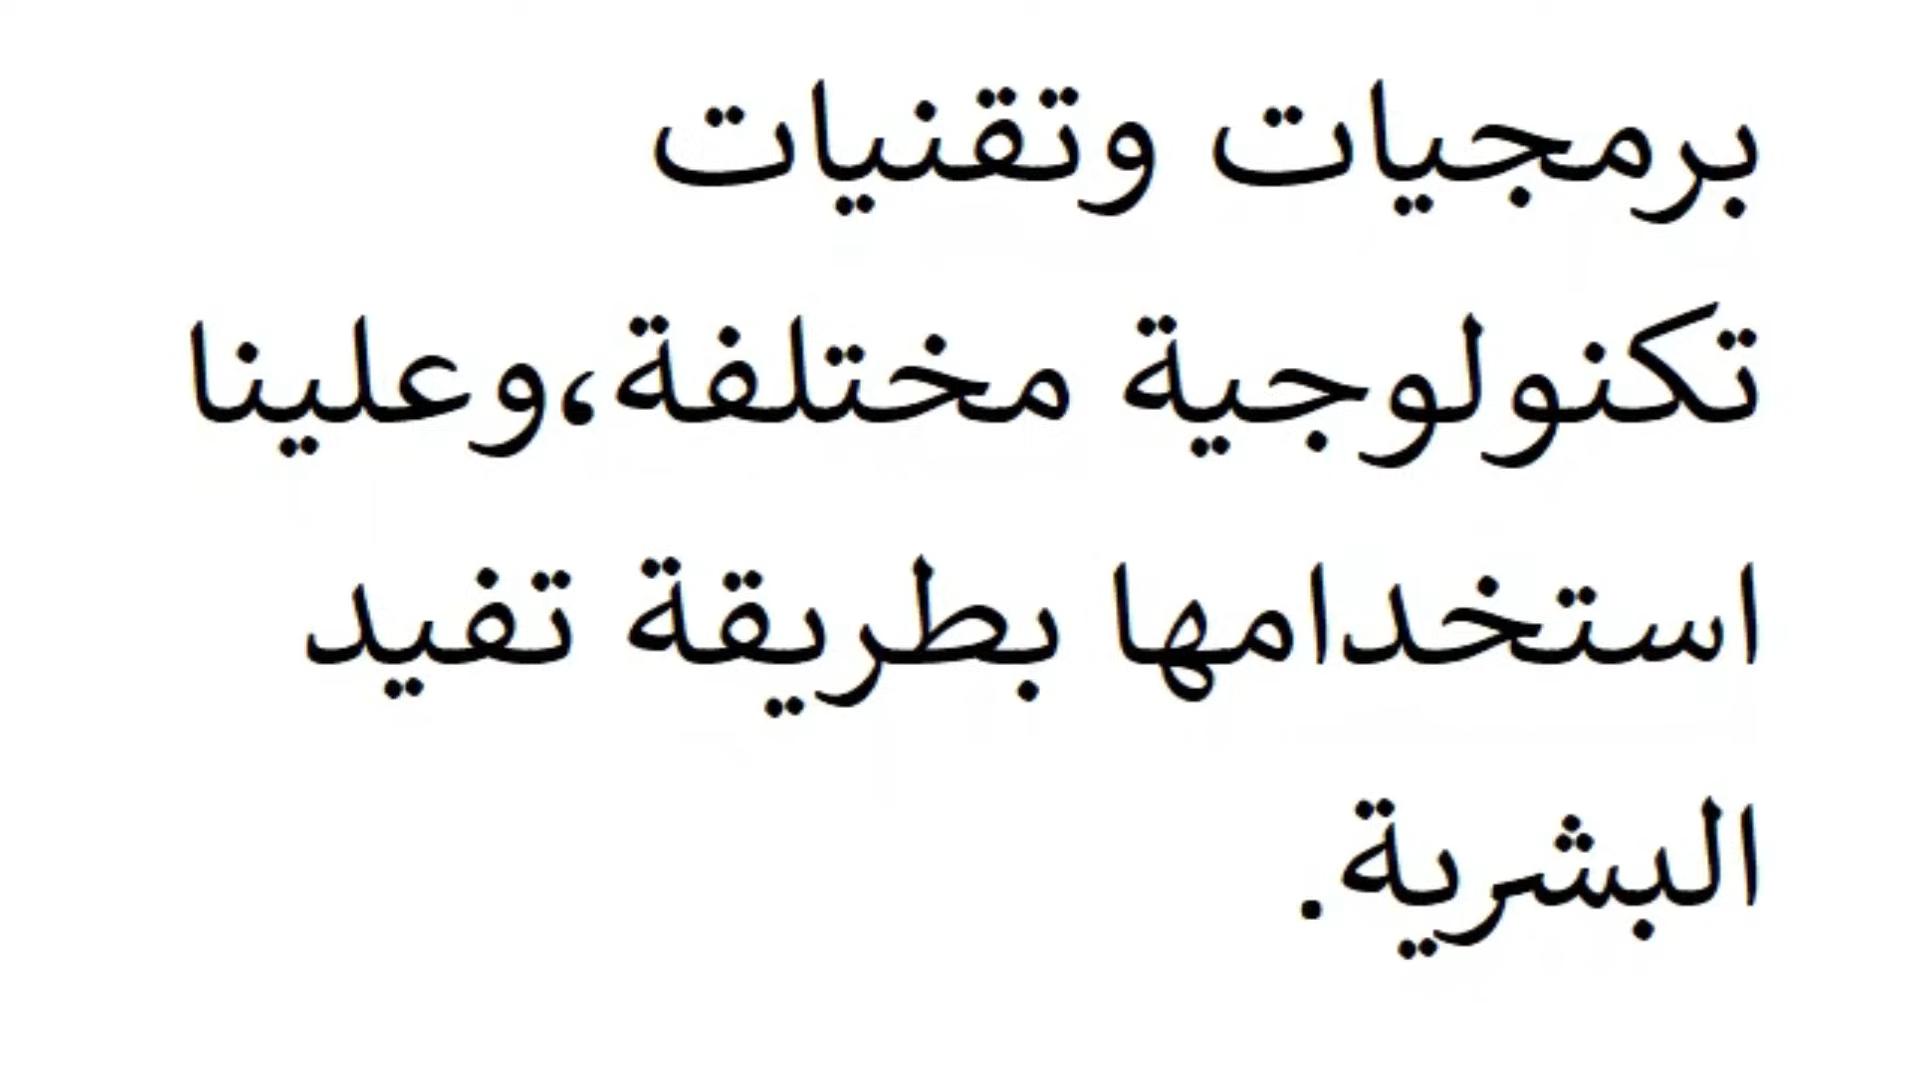 برمجيات وتقنيات
تكنولوجية مختلفة،وعلينا
استخدامها بطريقة تفيد
البشرية.